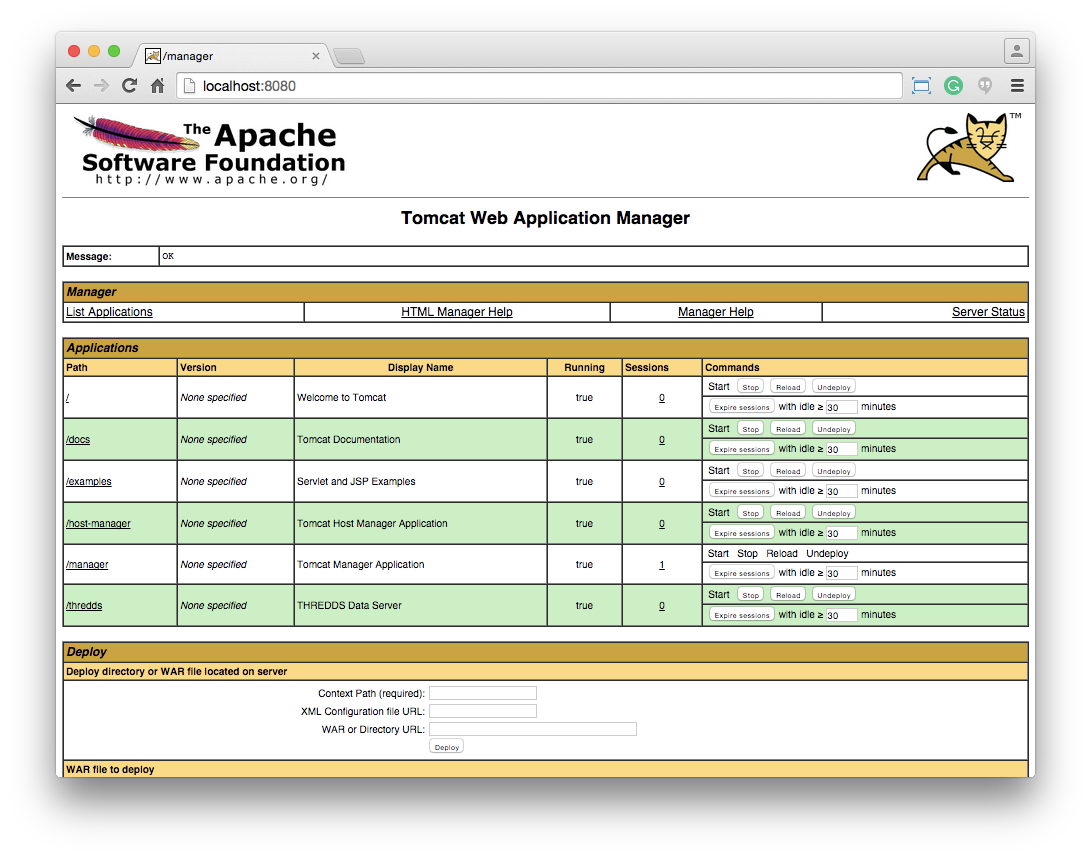 /manager
localhost:8080
The Apache
Software Foundation
http://www.apache.org/
TM
Tomcat Web Application Manager
Message: OK
Manager
List Applications HTML Manager Help Manager Help Server Status
Applications
Path Version Display Name Running Sessions Commands
/ None specified Welcome to Tomcat true 0 Start Stop Reload Undeploy
Expire sessions with idle ≥ 30 minutes
/docs None specified Tomcat Documentation true 0 Start Stop Reload Undeploy
Expire sessions with idle ≥ 30 minutes
/examples None specified Servlet and JSP Examples true 0 Start Stop Reload Undeploy
Expire sessions with idle ≥ 30 minutes
/host-manager None specified Tomcat Host Manager Application true 0 Start Stop Reload Undeploy
Expire sessions with idle ≥ 30 minutes
/manager None specified Tomcat Manager Application true 1 Start Stop Reload Undeploy
Expire sessions with idle ≥ 30 minutes
/thredds None specified THREDDS Data Server true 0 Start Stop Reload Undeploy
Expire sessions with idle ≥ 30 minutes
Deploy
Deploy directory or WAR file located on server
Context Path (required):
XML Configuration file URL:
WAR or Directory URL:
Deploy
WAR file to deploy